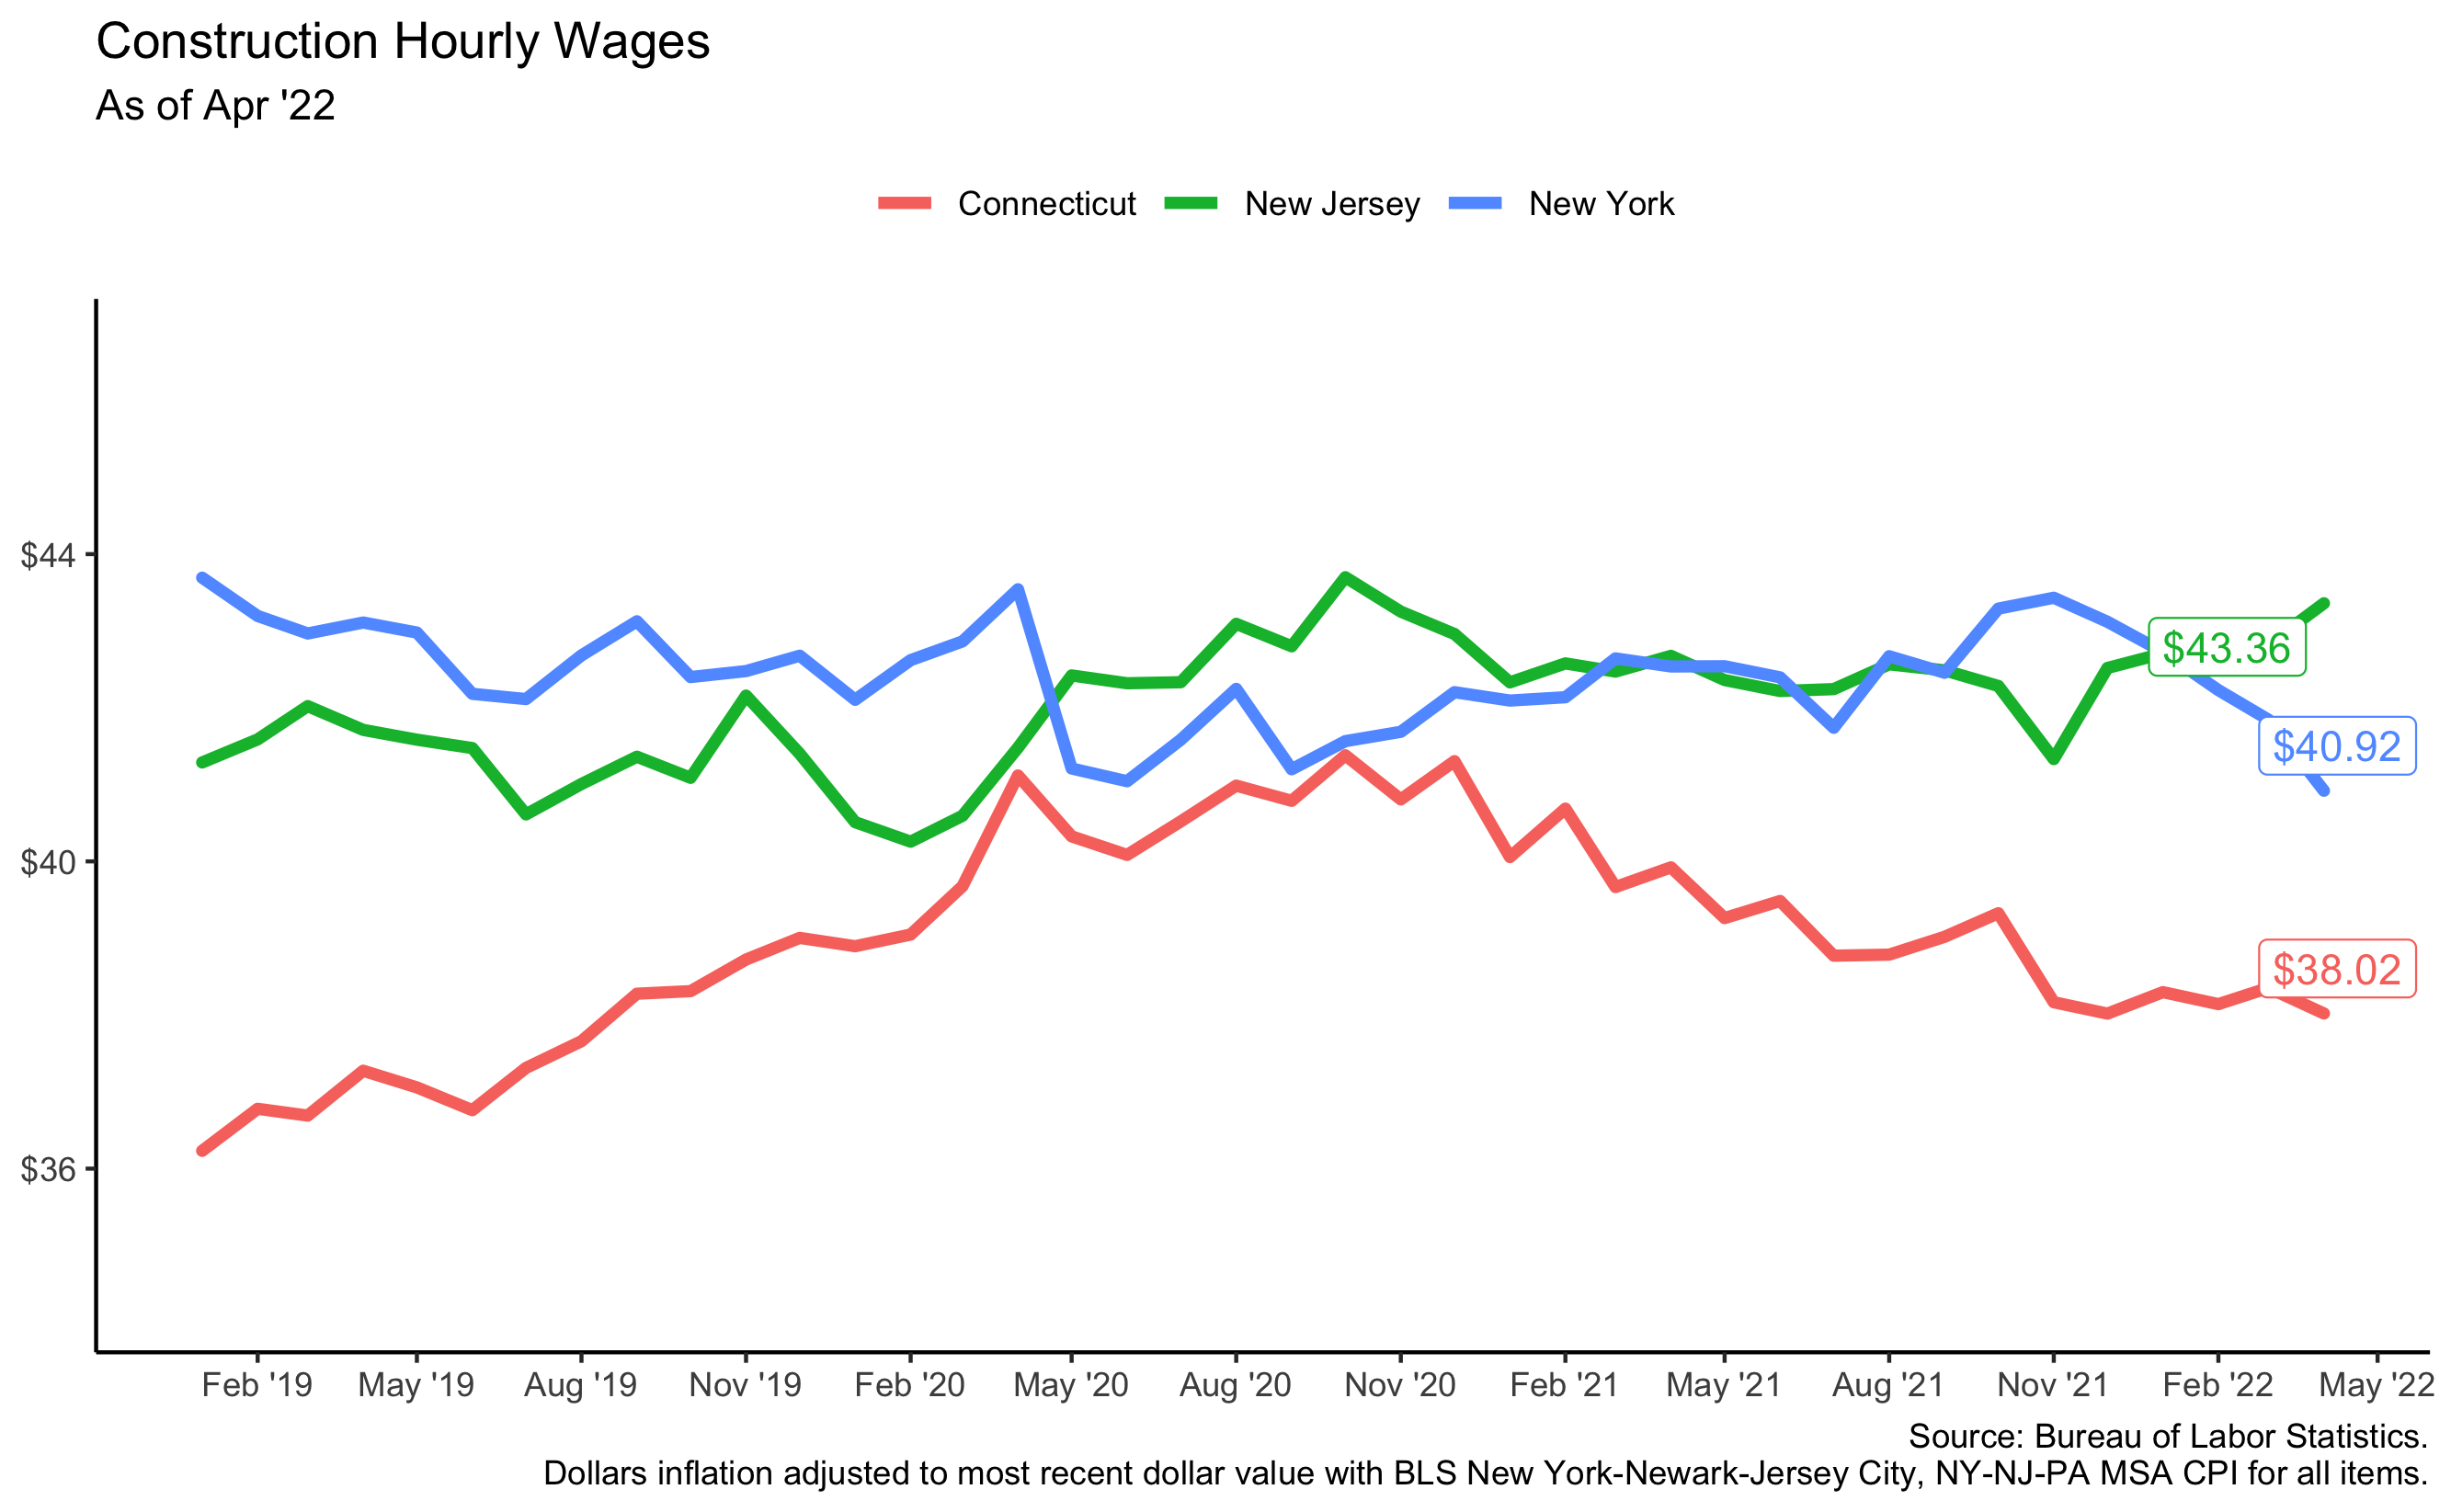 Construction Hourly Wages
As of Apr '22
Connecticut New Jersey New York
$44
$40
$36
$43.36
$40.92
$38.02
Feb '19 May '19 Aug '19 Nov '19 Feb '20 May '20 Aug '20 Nov '20 Feb '21 May '21 Aug '21 Nov '21 Feb '22 May '22
Source: Bureau of Labor Statistics.
Dollars inflation adjusted to most recent dollar value with BLS New York-Newark-Jersey City, NY-NJ-PA MSA CPI for all items.